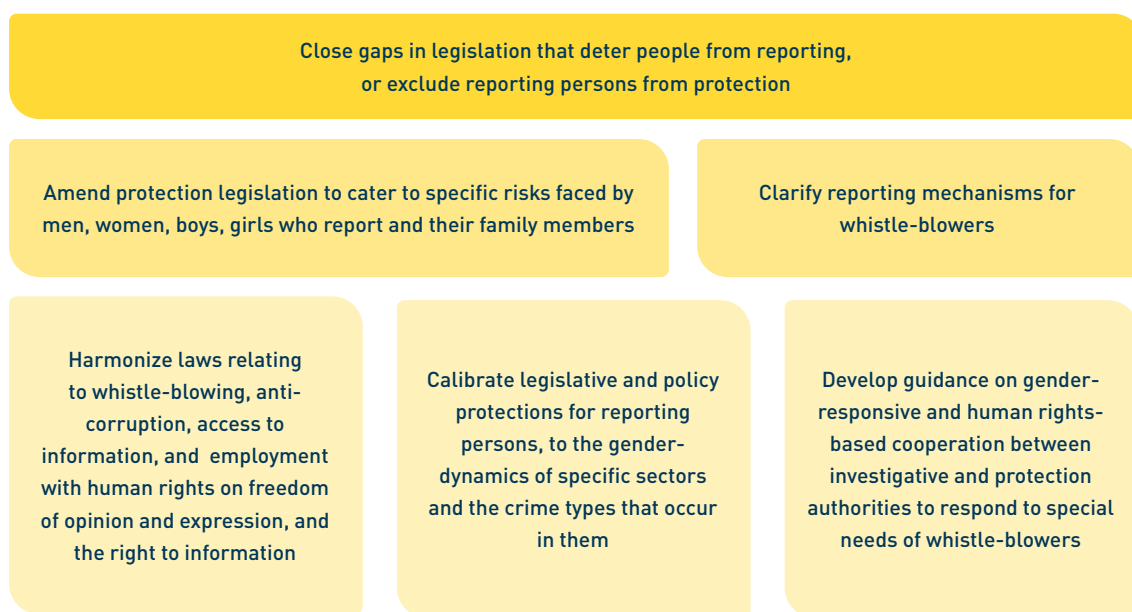 Close gaps in legislation that deter people from reporting,
or exclude reporting persons from protection
Amend protection legislation to cater to specific risks faced by
men, women, boys, girls who report and their family members
Clarify reporting mechanisms for
whistle-blowers
Harmonize laws relating
to whistle-blowing, anti-
corruption, access to
information, and employment
with human rights on freedom
of opinion and expression, and
the right to information
Calibrate legislative and policy
protections for reporting
persons, to the gender-
dynamics of specific sectors
and the crime types that occur
in them
Develop guidance on gender-
responsive and human rights-
based cooperation between
investigative and protection
authorities to respond to special
needs of whistle-blowers